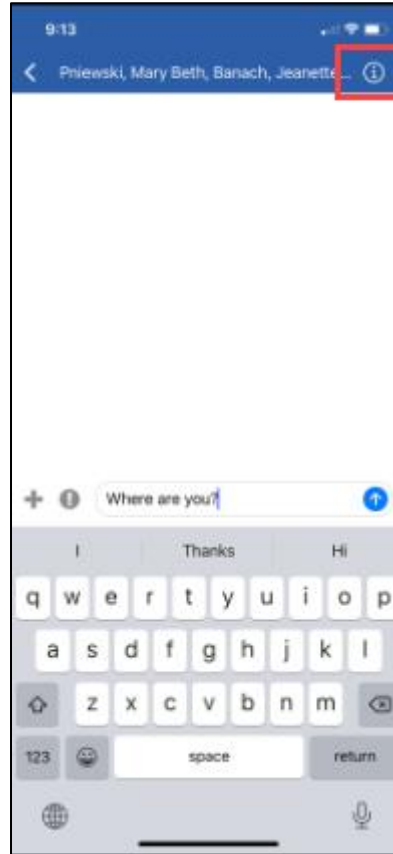 9:13
Pniewski, Mary Beth, Banach, Jeanette...
Where are you?
I Thanks Hi
q w e r t y u i o p
a s d f g h j k l
z x c v b n m
123 space return